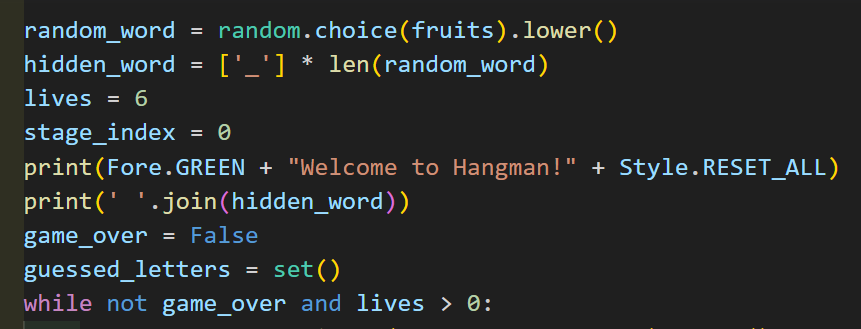 random_word = random.choice(fruits).lower()
hidden_word = ['_'] * len(random_word)
lives = 6
stage_index = 0
print(Fore.GREEN + "Welcome to Hangman!" + Style.RESET_ALL)
print(' '.join(hidden_word))
game_over = False
guessed_letters = set()
while not game_over and lives > 0: